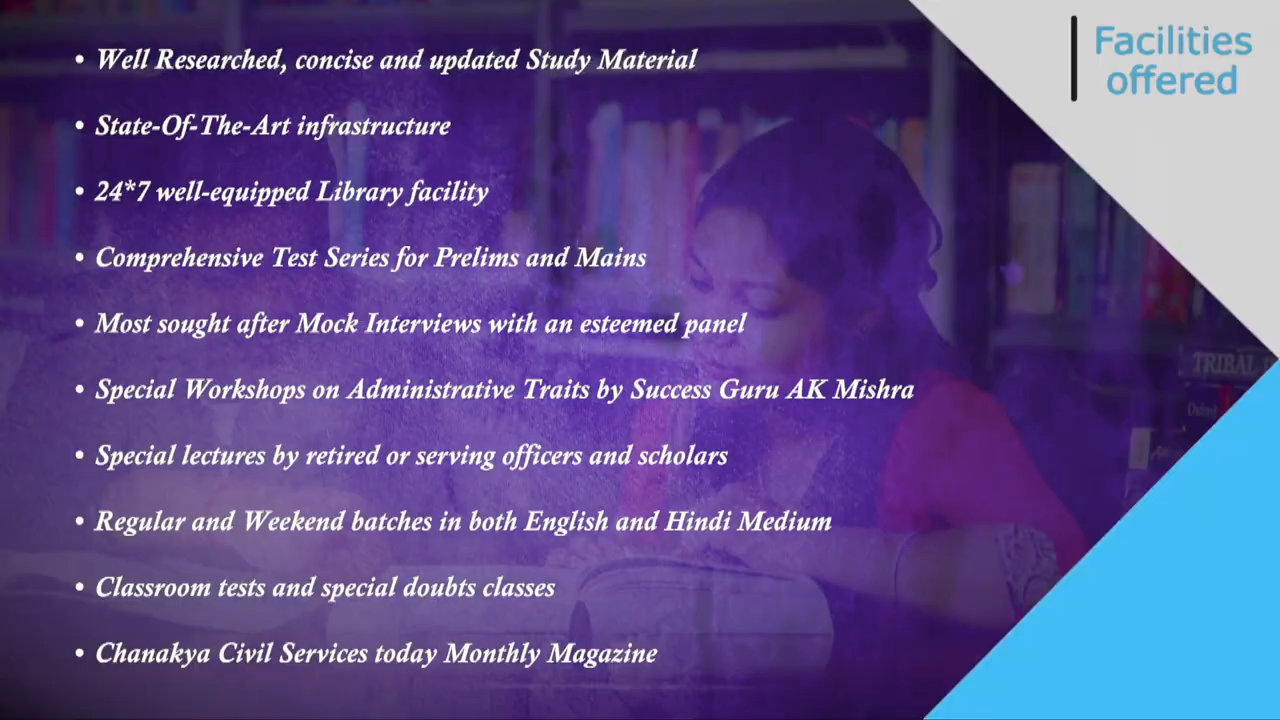 Facilities
offered
• Well Researched, concise and updated Study Material
• State-Of-The-Art infrastructure
• 24*7 well-equipped Library facility
• Comprehensive Test Series for Prelims and Mains
• Most sought after Mock Interviews with an esteemed panel
• Special Workshops on Administrative Traits by Success Guru AK Mishra
• Special lectures by retired or serving officers and scholars
• Regular and Weekend batches in both English and Hindi Medium
• Classroom tests and special doubts classes
• Chanakya Civil Services today Monthly Magazine
TRIBAL
Oxford